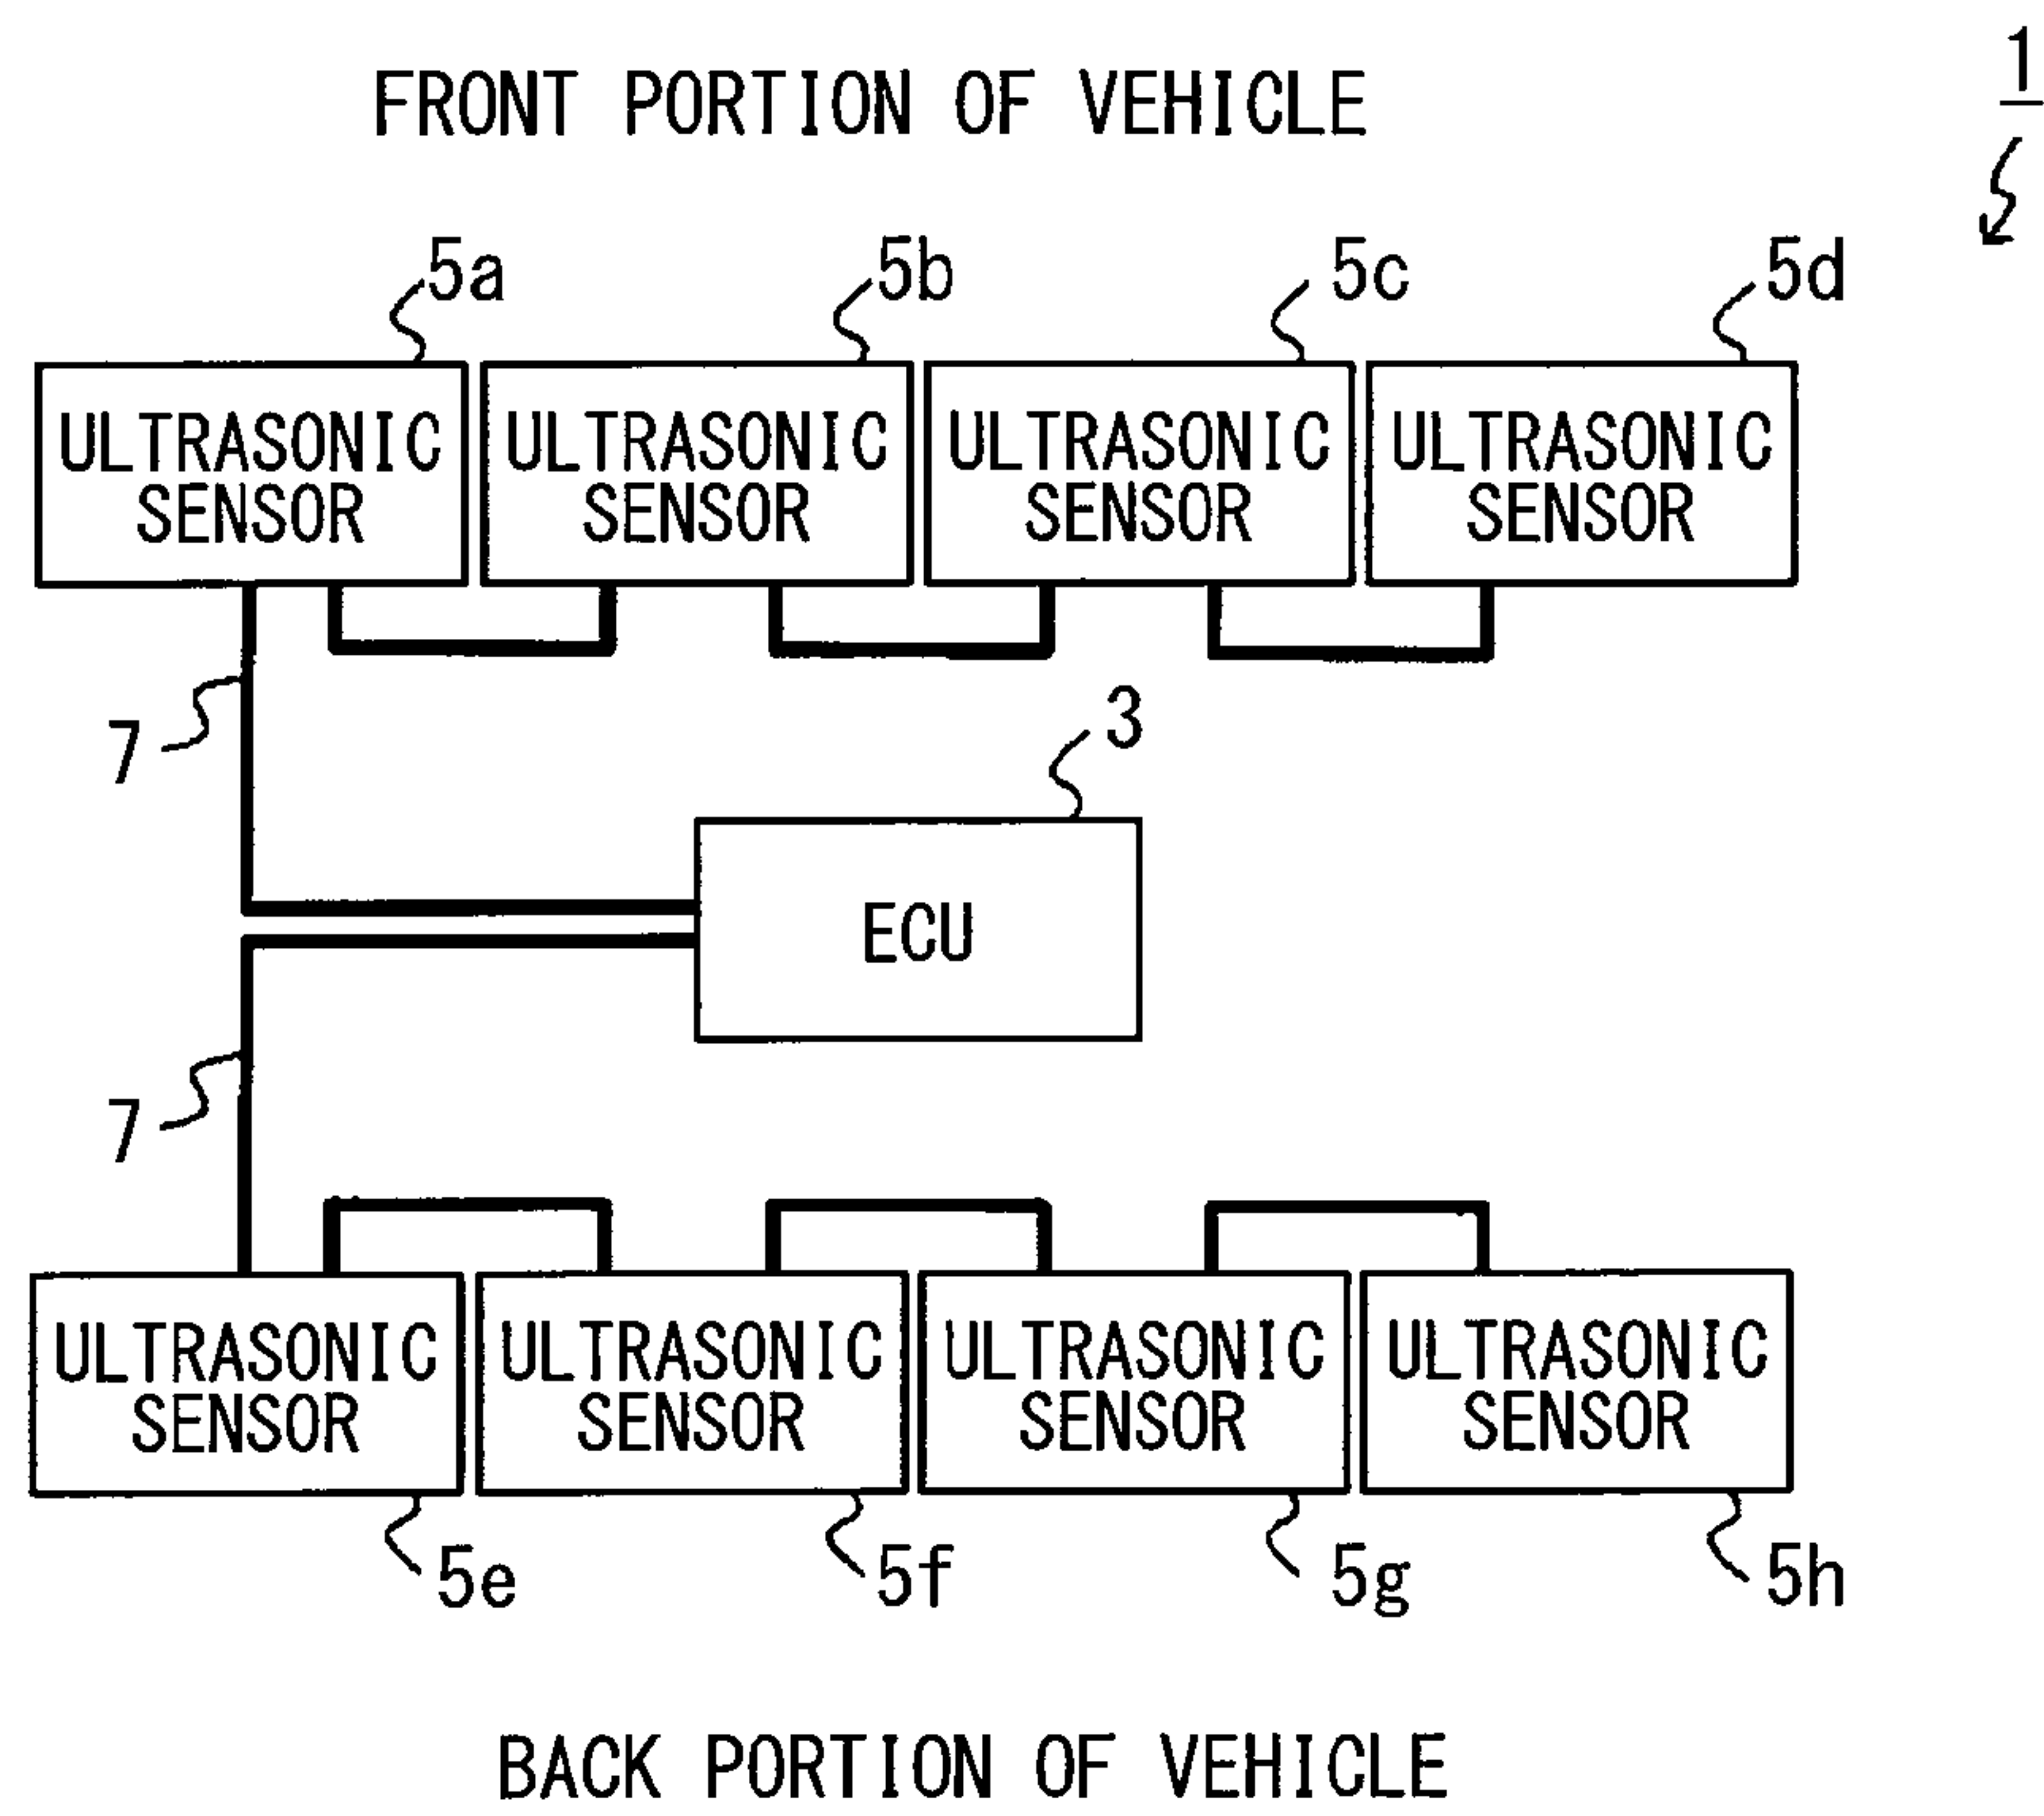 1
FRONT PORTION OF VEHICLE
5a
5b
5c
5d
ULTRASONIC
SENSOR
ULTRASONIC
SENSOR
ULTRASONIC
SENSOR
ULTRASONIC
SENSOR
7
3
ECU
7
ULTRASONIC
SENSOR
ULTRASONIC
SENSOR
ULTRASONIC
SENSOR
ULTRASONIC
SENSOR
5e
5f
5g
5h
BACK PORTION OF VEHICLE